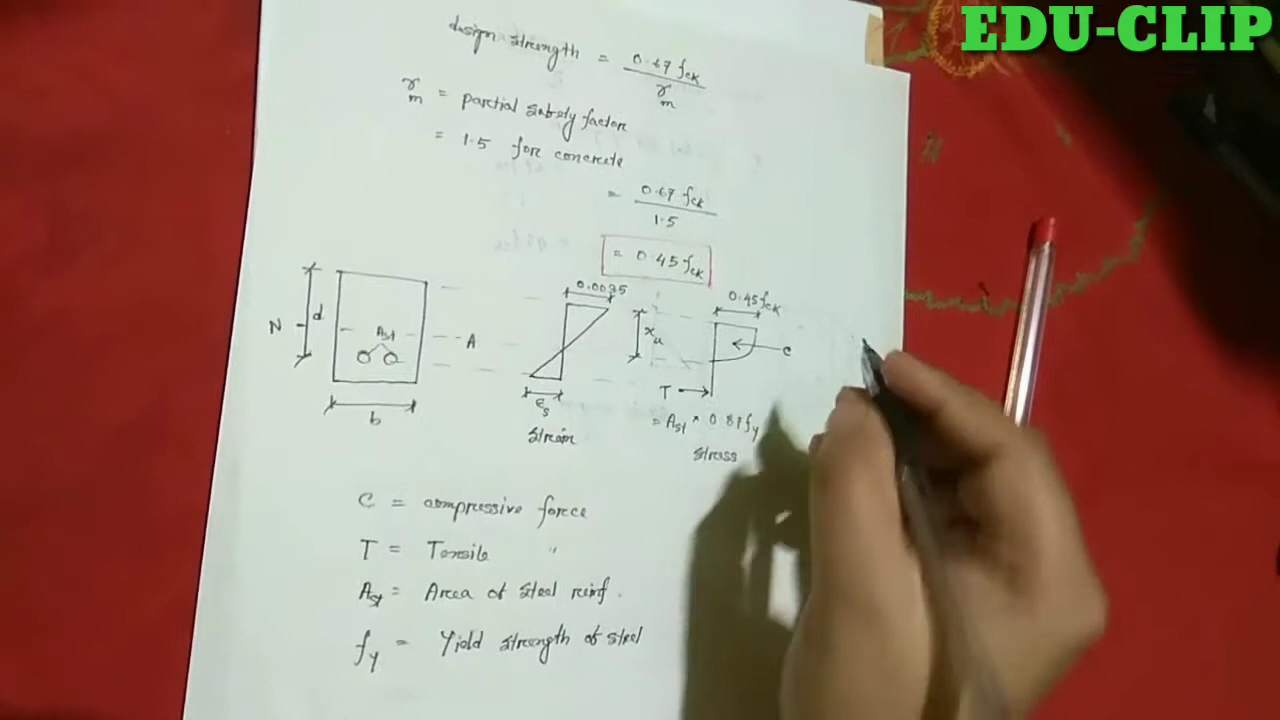 EDU-CLIP
design strength = 0.67 fck / γm
γm = partial safety factor
= 1.5 for concrete
= 0.67 fck / 1.5
= 0.45 fck
N
d
Ast
A
b
0.0035
εs
strain
xu
0.45 fck
C
T
= Ast × 0.87 fy
stress
C = compressive force
T = Tensile "
Ast = Area of steel reinf.
fy = Yield strength of steel